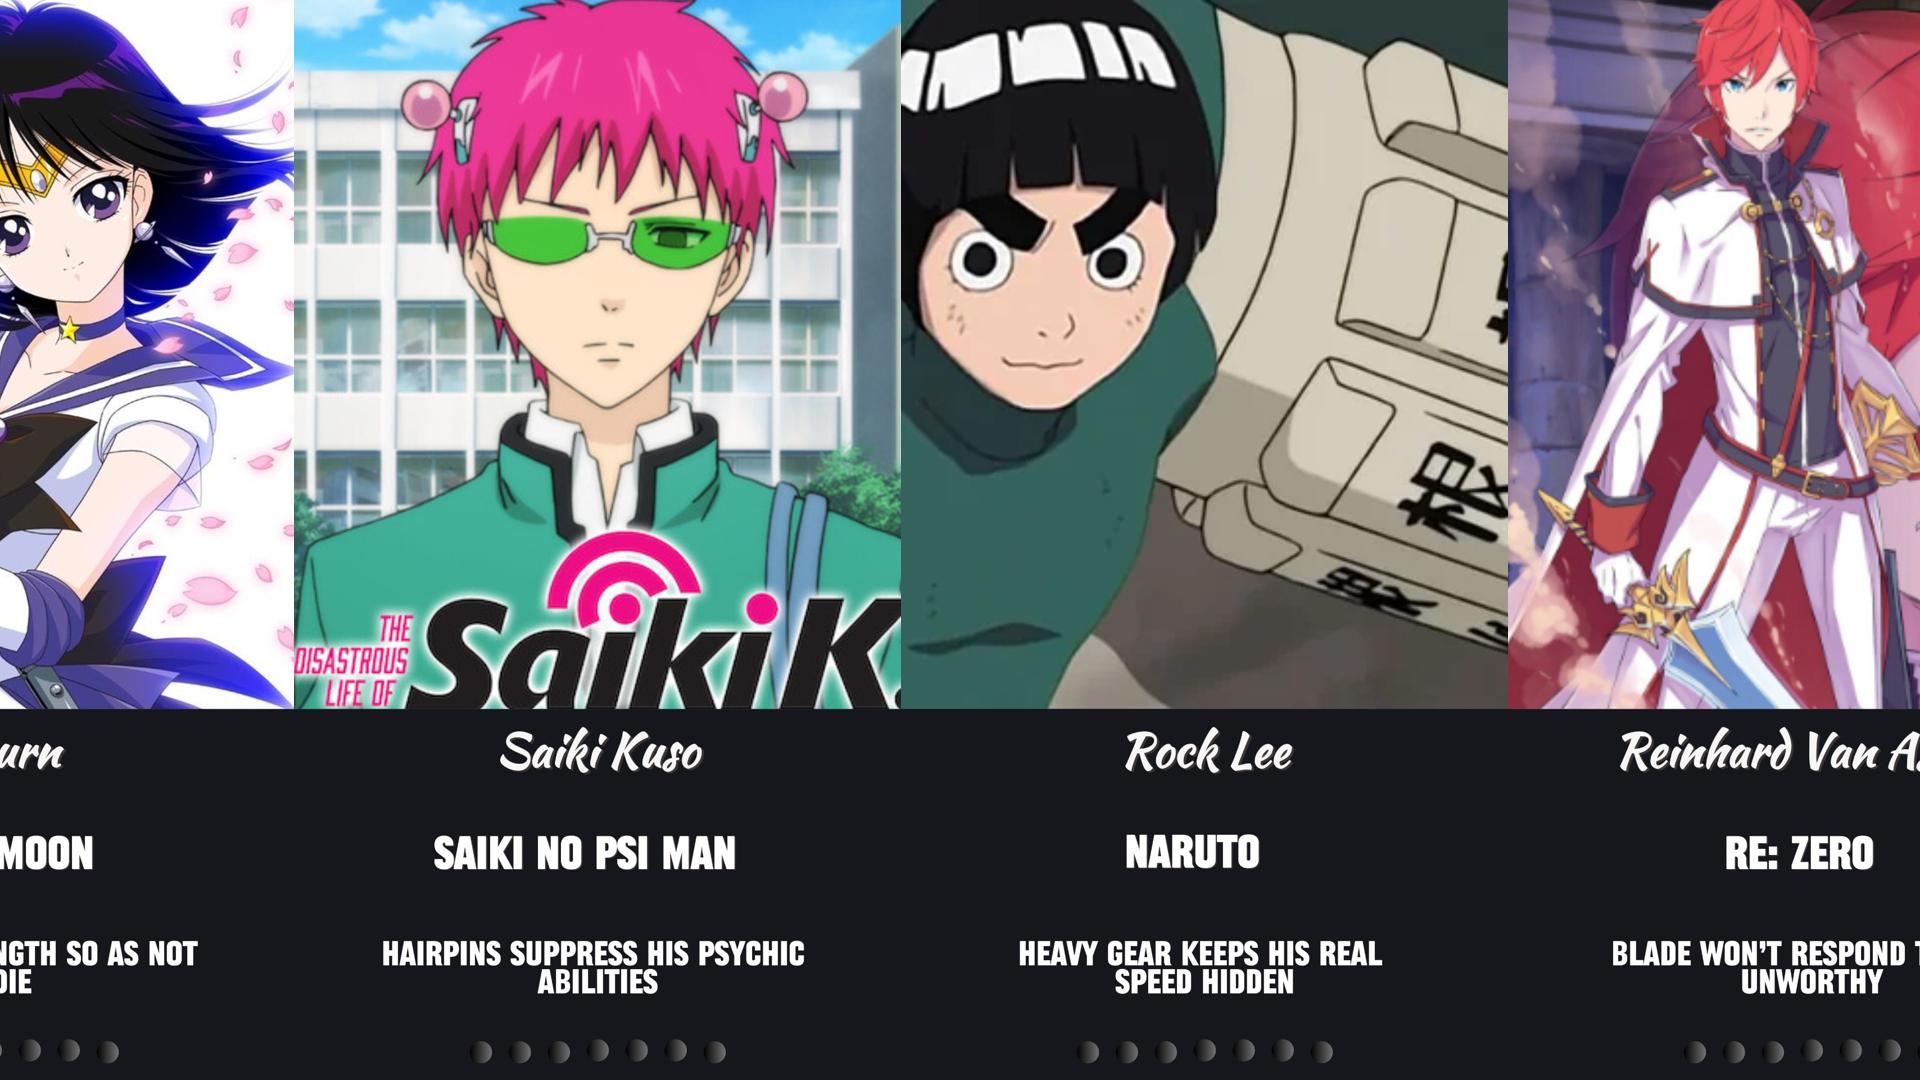 THE
DISASTROUS
LIFE OF
Saiki K.
根
urn
MOON
NGTH SO AS NOT
DIE
Saiki Kuso
SAIKI NO PSI MAN
HAIRPINS SUPPRESS HIS PSYCHIC
ABILITIES
Rock Lee
NARUTO
HEAVY GEAR KEEPS HIS REAL
SPEED HIDDEN
Reinhard Van A
RE: ZERO
BLADE WON'T RESPOND T
UNWORTHY